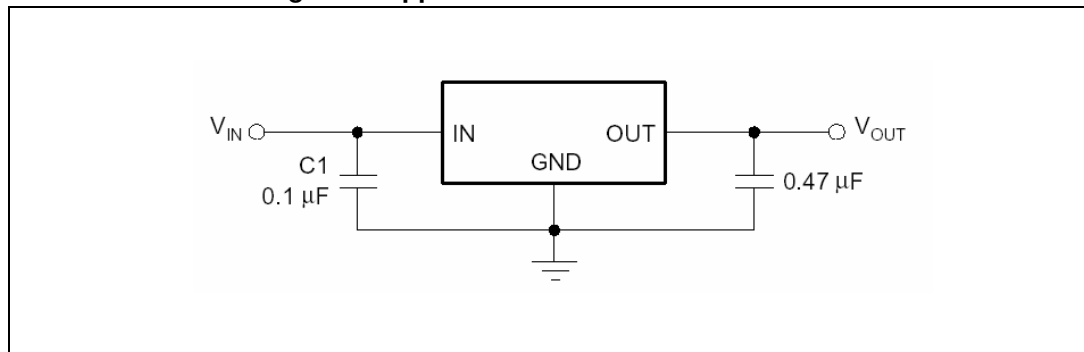 V_IN
IN
OUT
V_OUT
GND
C1
0.1 μF
0.47 μF